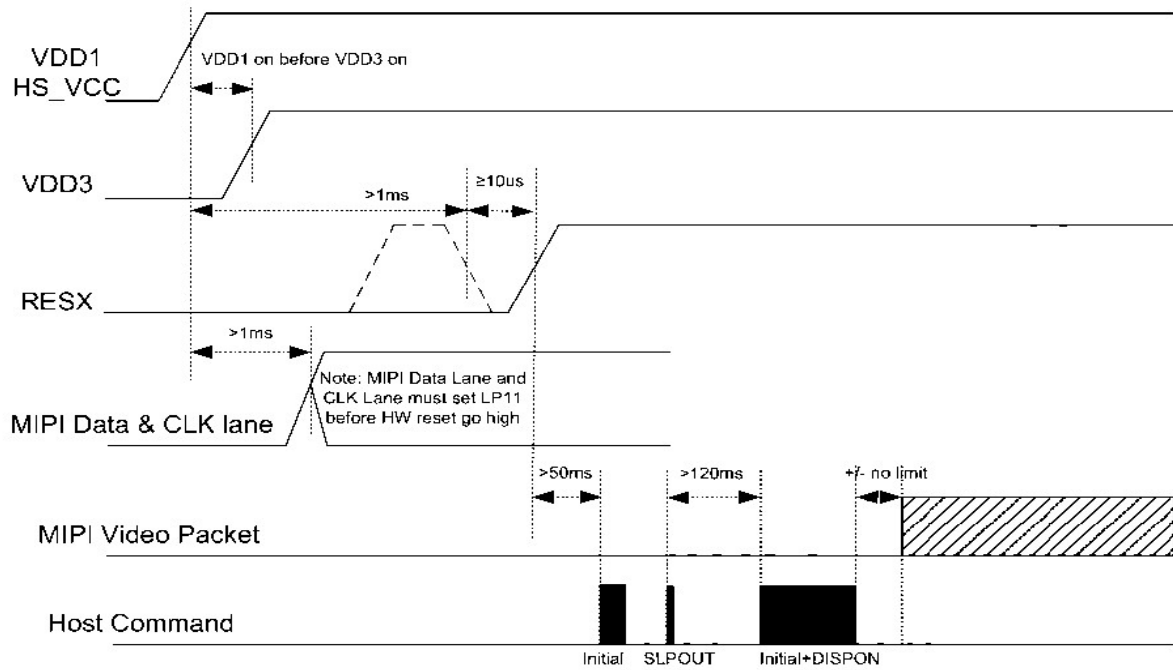 VDD1
HS_VCC
VDD1 on before VDD3 on
VDD3
>1ms
≥10us
RESX
>1ms
Note: MIPI Data Lane and
CLK Lane must set LP11
before HW reset go high
MIPI Data & CLK lane
>50ms
>120ms
+/- no limit
MIPI Video Packet
Host Command
Initial
SLPOUT
Initial+DISPON